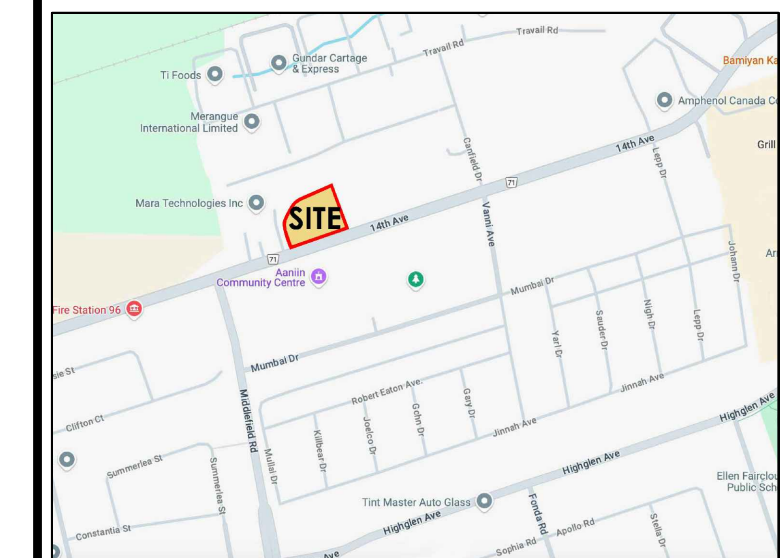 Travail Rd
Travail Rd
Gundar Cartage
& Express
Bamiyan Ka
Ti Foods
Amphenol Canada Co
Merangue
International Limited
Canfield Dr
14th Ave
Lepp Dr
Grill
71
Mara Technologies Inc
SITE
14th Ave
Vanni Ave
71
Aaniin
Community Centre
Johann Dr
Ar
Mumbai Dr
Fire Station 96
Nigh Dr
Sauder Dr
Lepp Dr
Yarl Dr
sie St
Mumbai Dr
Middlefield Rd
Robert Eaton Ave.
Gary Dr
Jinnah Ave
Clifton Ct
Killbear Dr
Joelco Dr
Gohn Dr
Jinnah Ave
Highglen Ave
Summerlea St
Summerlea St
Mullai Dr
Highglen Ave
Ellen Fairclou
Public Sch
Tint Master Auto Glass
Fonda Rd
Highglen Ave
Apollo Rd
Stella Dr
Constantia St
Sophia Rd
Ave